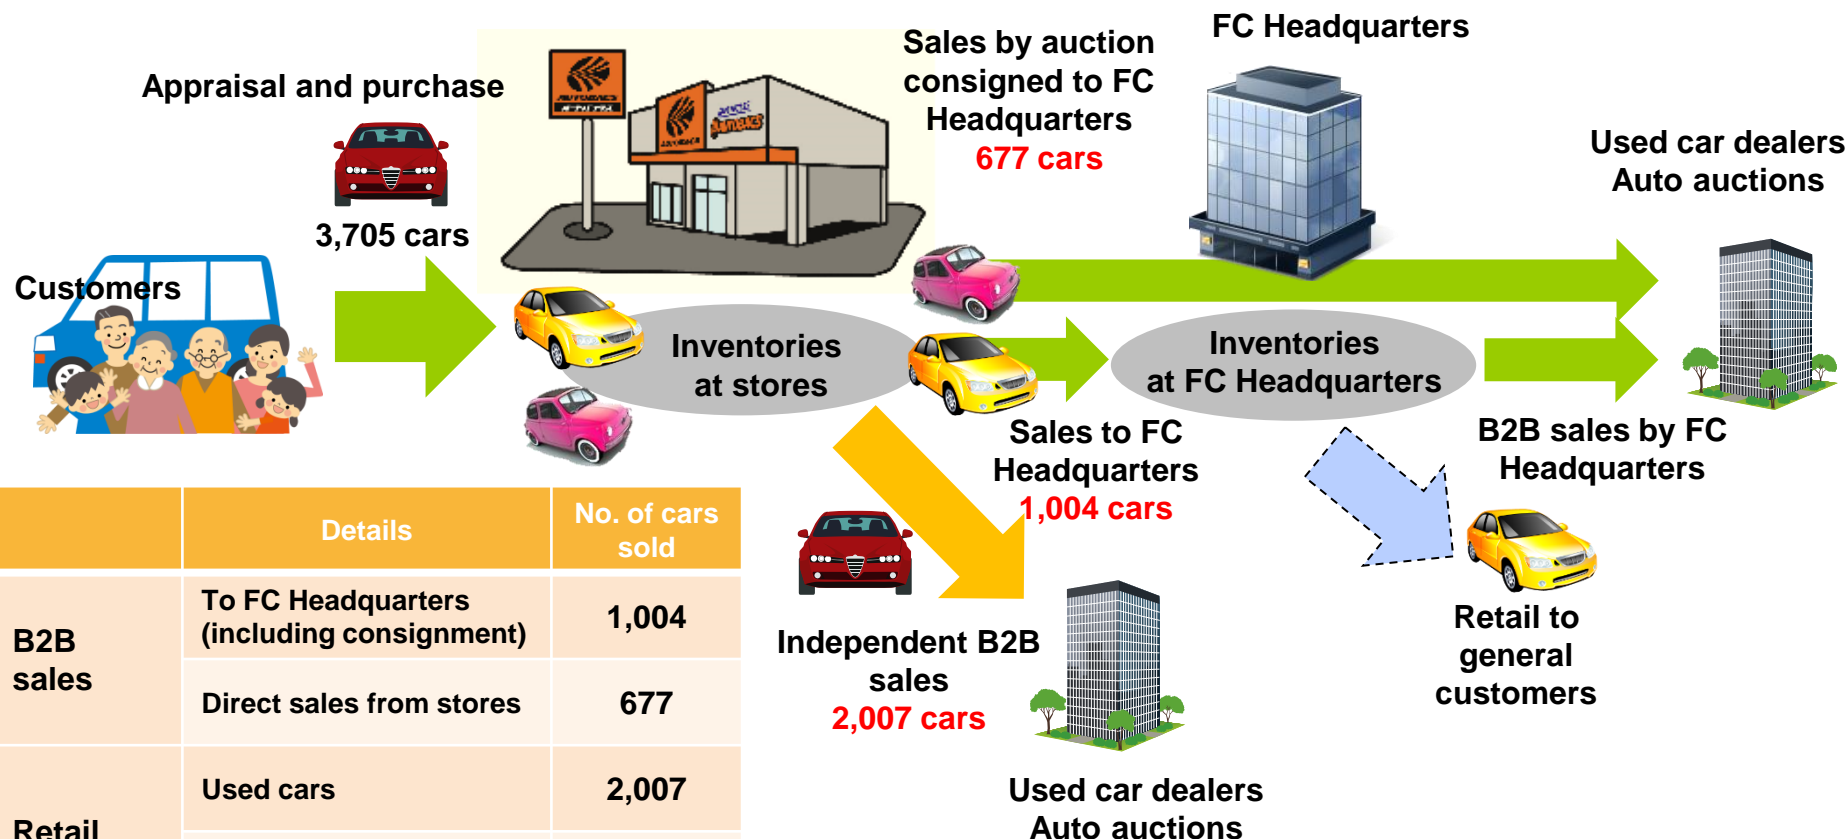 FC Headquarters
Sales by auction
consigned to FC
Headquarters
677 cars
Appraisal and purchase
3,705 cars
Used car dealers
Auto auctions
Customers
AUTOBACS
AUTOBACS
Inventories
at stores
Inventories
at FC Headquarters
Sales to FC
Headquarters
1,004 cars
B2B sales by FC
Headquarters
Independent B2B
sales
2,007 cars
Retail to
general
customers
Used car dealers
Auto auctions
Details
No. of cars
sold
B2B
sales
To FC Headquarters
(including consignment)
1,004
Direct sales from stores
677
Retail
Used cars
2,007